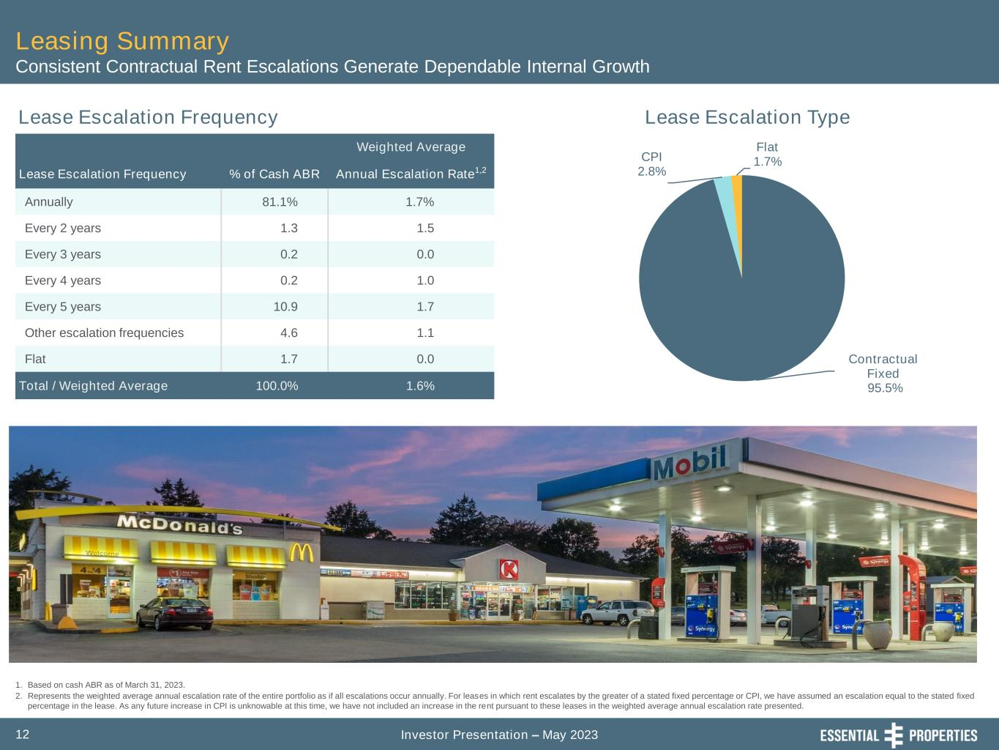 Leasing Summary
Consistent Contractual Rent Escalations Generate Dependable Internal Growth
Lease Escalation Frequency
Weighted Average
Lease Escalation Frequency % of Cash ABR Annual Escalation Rate1,2
Annually 81.1% 1.7%
Every 2 years 1.3 1.5
Every 3 years 0.2 0.0
Every 4 years 0.2 1.0
Every 5 years 10.9 1.7
Other escalation frequencies 4.6 1.1
Flat 1.7 0.0
Total / Weighted Average 100.0% 1.6%
Lease Escalation Type
CPI
2.8%
Flat
1.7%
Contractual
Fixed
95.5%
Mobil
McDonald's
Welcome
K
Synergy
Synergy
Synergy
1. Based on cash ABR as of March 31, 2023.
2. Represents the weighted average annual escalation rate of the entire portfolio as if all escalations occur annually. For leases in which rent escalates by the greater of a stated fixed percentage or CPI, we have assumed an escalation equal to the stated fixed
percentage in the lease. As any future increase in CPI is unknowable at this time, we have not included an increase in the rent pursuant to these leases in the weighted average annual escalation rate presented.
12
Investor Presentation – May 2023
ESSENTIAL PROPERTIES